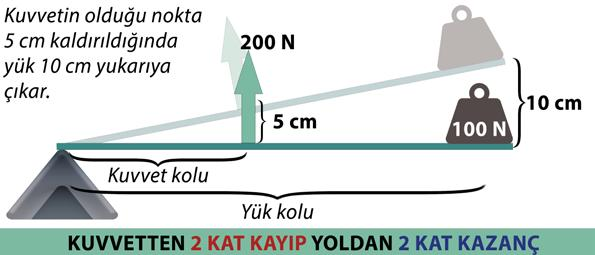 Kuvvetin olduğu nokta
5 cm kaldırıldığında
yük 10 cm yukarıya
çıkar.
200 N
5 cm
100 N
10 cm
Kuvvet kolu
Yük kolu
KUVVETTEN 2 KAT KAYIP YOLDAN 2 KAT KAZANÇ